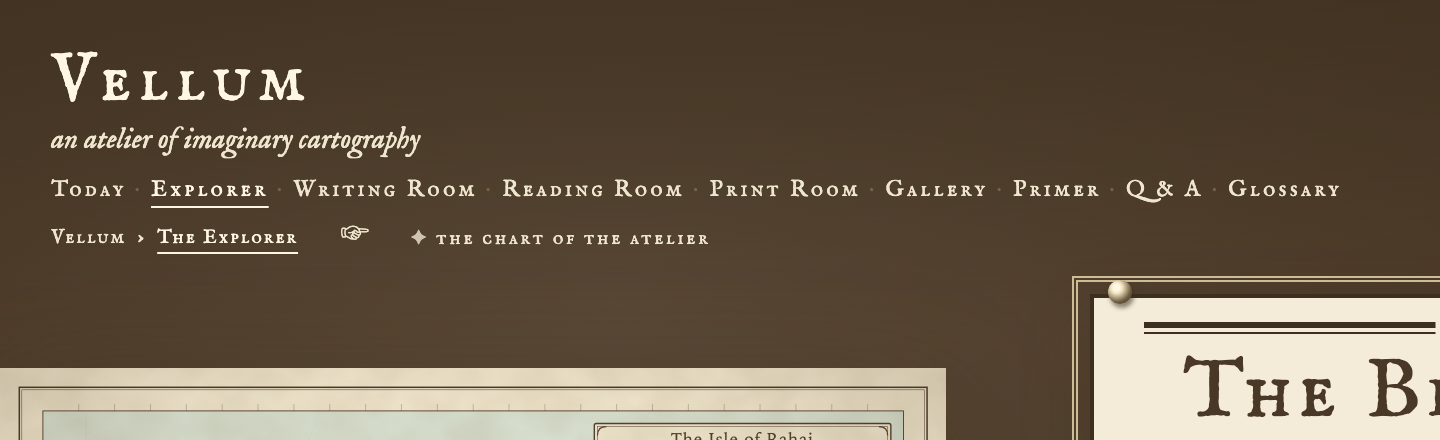 Vellum
an atelier of imaginary cartography
Today · Explorer · Writing Room · Reading Room · Print Room · Gallery · Primer · Q & A · Glossary
Vellum › The Explorer ☞ ✦ the chart of the atelier
The
The Isle of Rahai